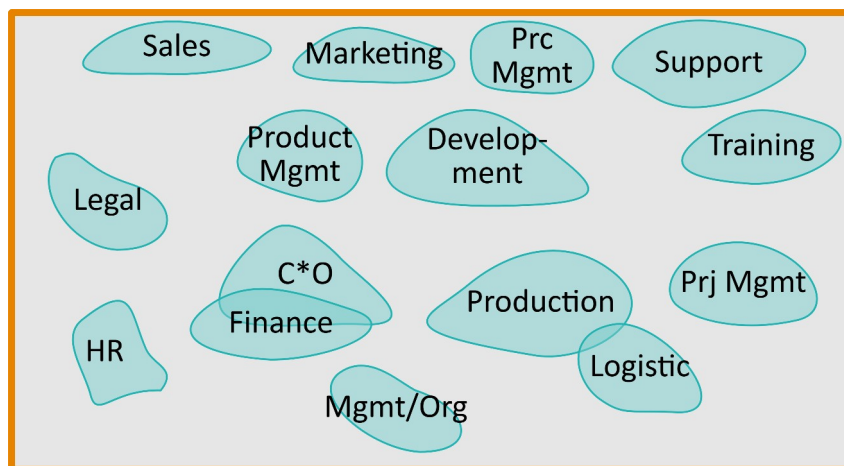 Sales
Marketing
Prc
Mgmt
Support
Product
Mgmt
Develop-
ment
Training
Legal
C*O
Finance
Production
Prj Mgmt
HR
Logistic
Mgmt/Org